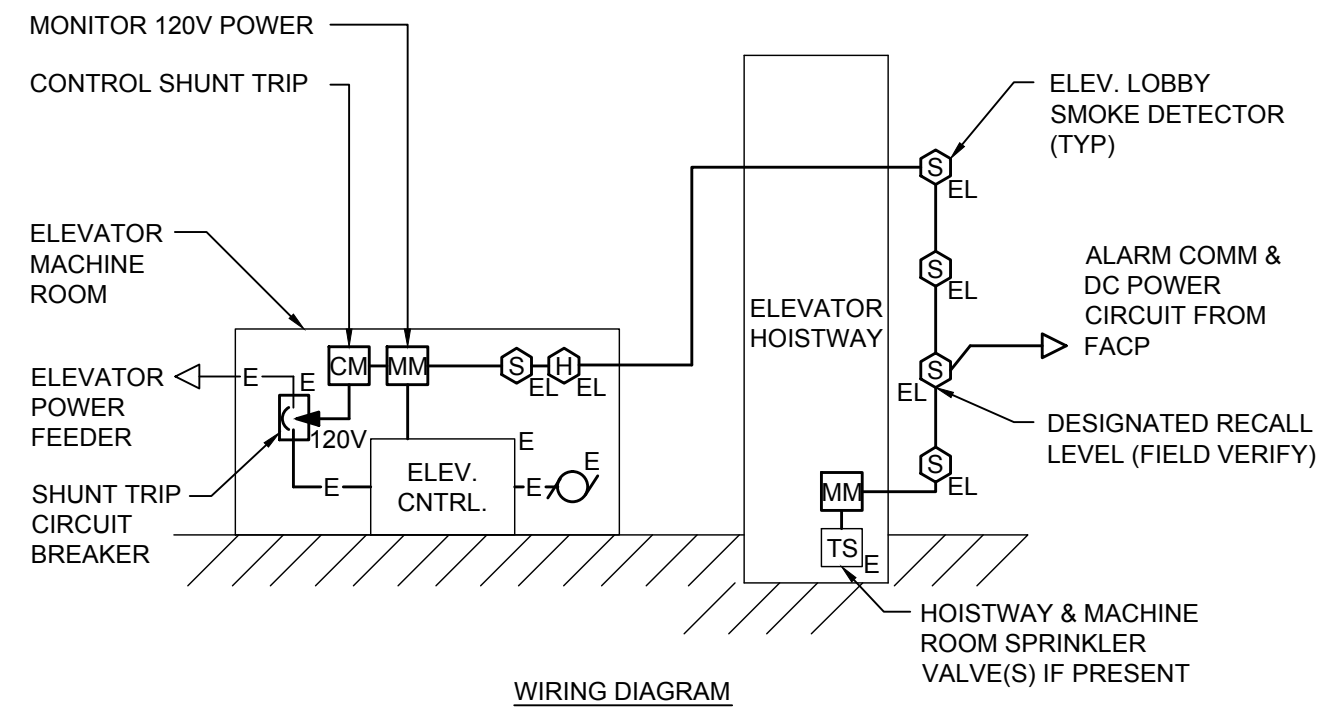 MONITOR 120V POWER
CONTROL SHUNT TRIP
ELEVATOR
MACHINE
ROOM
ELEVATOR
POWER
FEEDER
SHUNT TRIP
CIRCUIT
BREAKER
E
E
CM
MM
S
EL
H
EL
120V
E
ELEV.
CNTRL.
E
E
E
ELEVATOR
HOISTWAY
S
EL
S
EL
S
EL
S
EL
MM
TS
E
ELEV. LOBBY
SMOKE DETECTOR
(TYP)
ALARM COMM &
DC POWER
CIRCUIT FROM
FACP
DESIGNATED RECALL
LEVEL (FIELD VERIFY)
HOISTWAY & MACHINE
ROOM SPRINKLER
VALVE(S) IF PRESENT
WIRING DIAGRAM